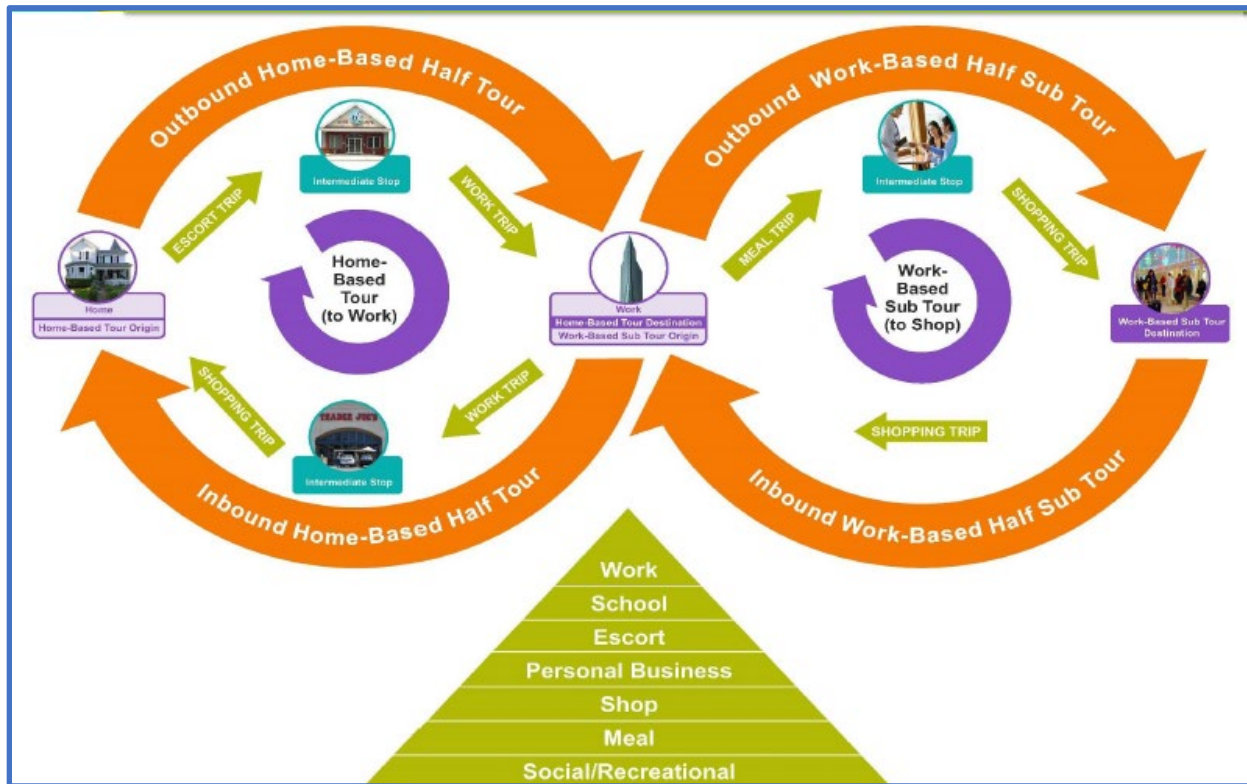 Outbound Home-Based Half Tour
Intermediate Stop
ESCORT TRIP
WORK TRIP
Home
Home-Based Tour Origin
Home-
Based
Tour
(to Work)
Work
Home-Based Tour Destination
Work-Based Sub Tour Origin
SHOPPING TRIP
WORK TRIP
TRADER JOE'S
Intermediate Stop
Inbound Home-Based Half Tour
Outbound Work-Based Half Sub Tour
Intermediate Stop
MEAL TRIP
SHOPPING TRIP
Work-
Based
Sub Tour
(to Shop)
Work-Based Sub Tour
Destination
SHOPPING TRIP
Inbound Work-Based Half Sub Tour
Work
School
Escort
Personal Business
Shop
Meal
Social/Recreational